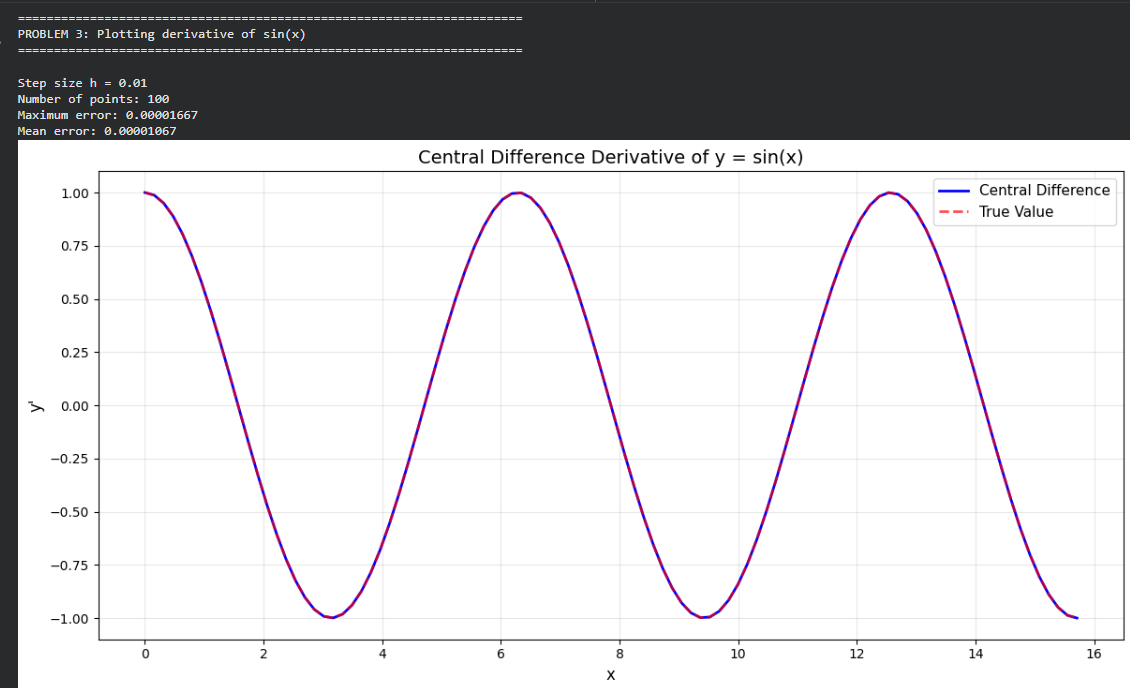 ======================================================================
PROBLEM 3: Plotting derivative of sin(x)
======================================================================
Step size h = 0.01
Number of points: 100
Maximum error: 0.00001667
Mean error: 0.00001067
Central Difference Derivative of y = sin(x)
Central Difference
True Value
1.00
0.75
0.50
0.25
0.00
−0.25
−0.50
−0.75
−1.00
y'
0 2 4 6 8 10 12 14 16
x